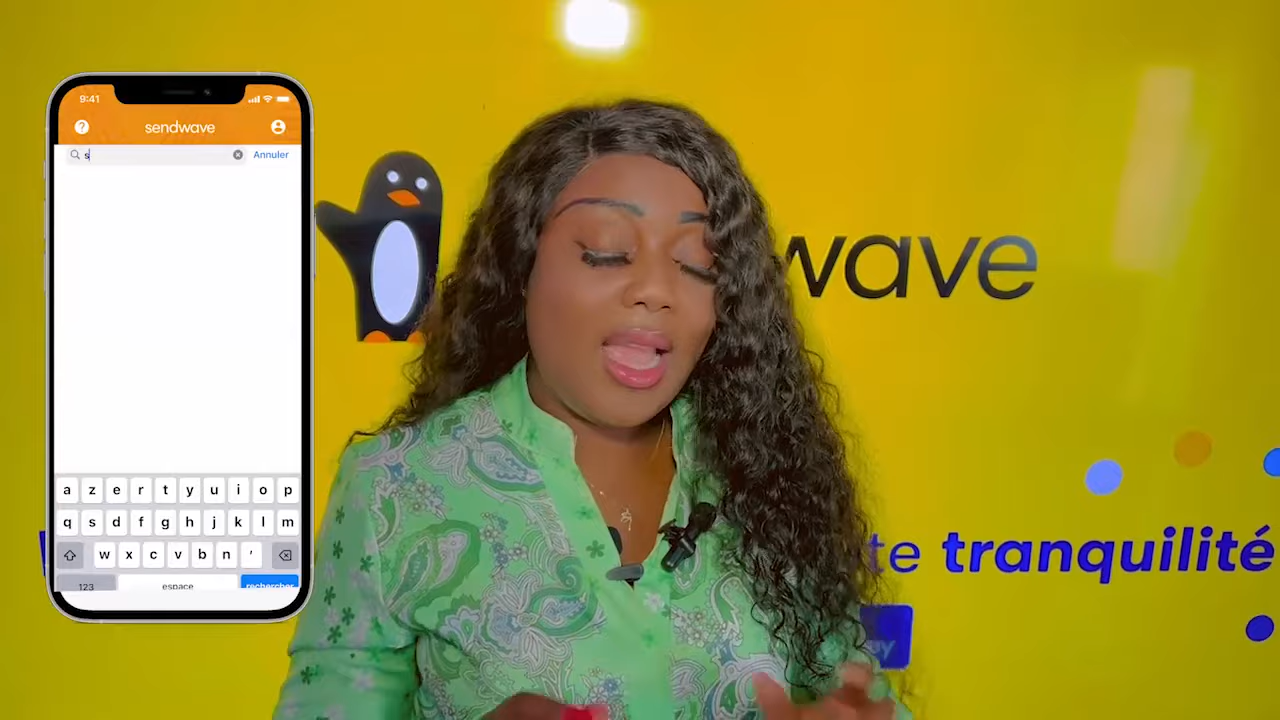 9:41
sendwave
s
Annuler
a z e r t y u i o p
q s d f g h j k l m
w x c v b n ’
123 espace rechercher
wave
te tranquilité